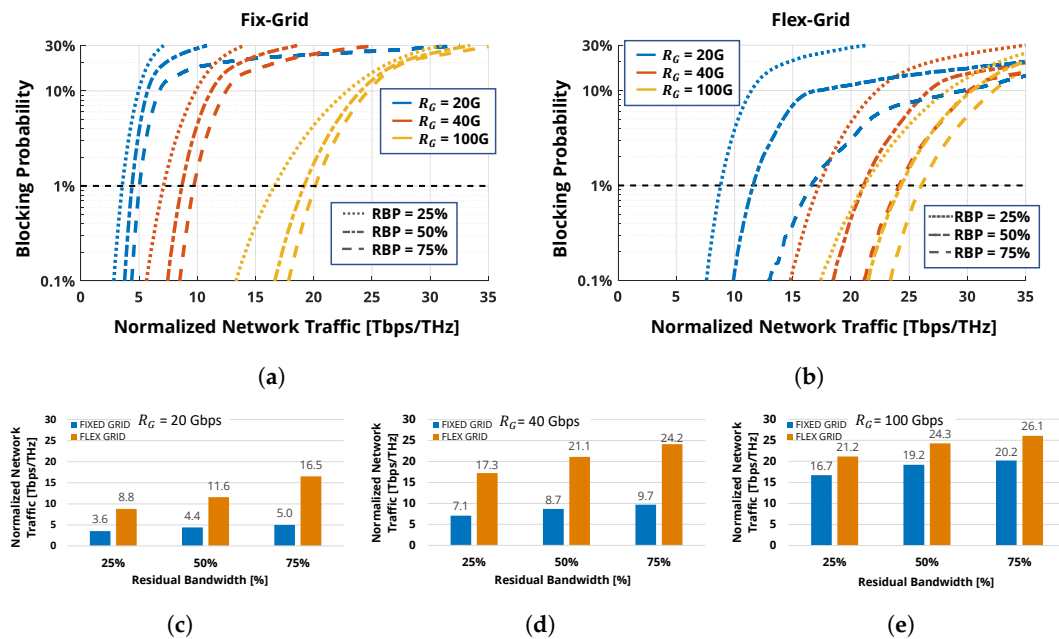 (a)
Fix-Grid
Blocking Probability
30%
10%
1%
0.1%
0
5
10
15
20
25
30
35
Normalized Network Traffic [Tbps/THz]
R_G = 20G
R_G = 40G
R_G = 100G
RBP = 25%
RBP = 50%
RBP = 75%
(b)
Flex-Grid
Blocking Probability
30%
10%
1%
0.1%
0
5
10
15
20
25
30
35
Normalized Network Traffic [Tbps/THz]
R_G = 20G
R_G = 40G
R_G = 100G
RBP = 25%
RBP = 50%
RBP = 75%
(c)
R_G = 20 Gbps
FIXED GRID
FLEX GRID
Normalized Network
Traffic [Tbps/THz]
30
25
20
15
10
5
0
3.6
8.8
4.4
11.6
5.0
16.5
25%
50%
75%
Residual Bandwidth [%]
(d)
R_G = 40 Gbps
FIXED GRID
FLEX GRID
Normalized Network
Traffic [Tbps/THz]
30
25
20
15
10
5
0
7.1
17.3
8.7
21.1
9.7
24.2
25%
50%
75%
Residual Bandwidth [%]
(e)
R_G = 100 Gbps
FIXED GRID
FLEX GRID
Normalized Network
Traffic [Tbps/THz]
30
25
20
15
10
5
0
16.7
21.2
19.2
24.3
20.2
26.1
25%
50%
75%
Residual Bandwidth [%]